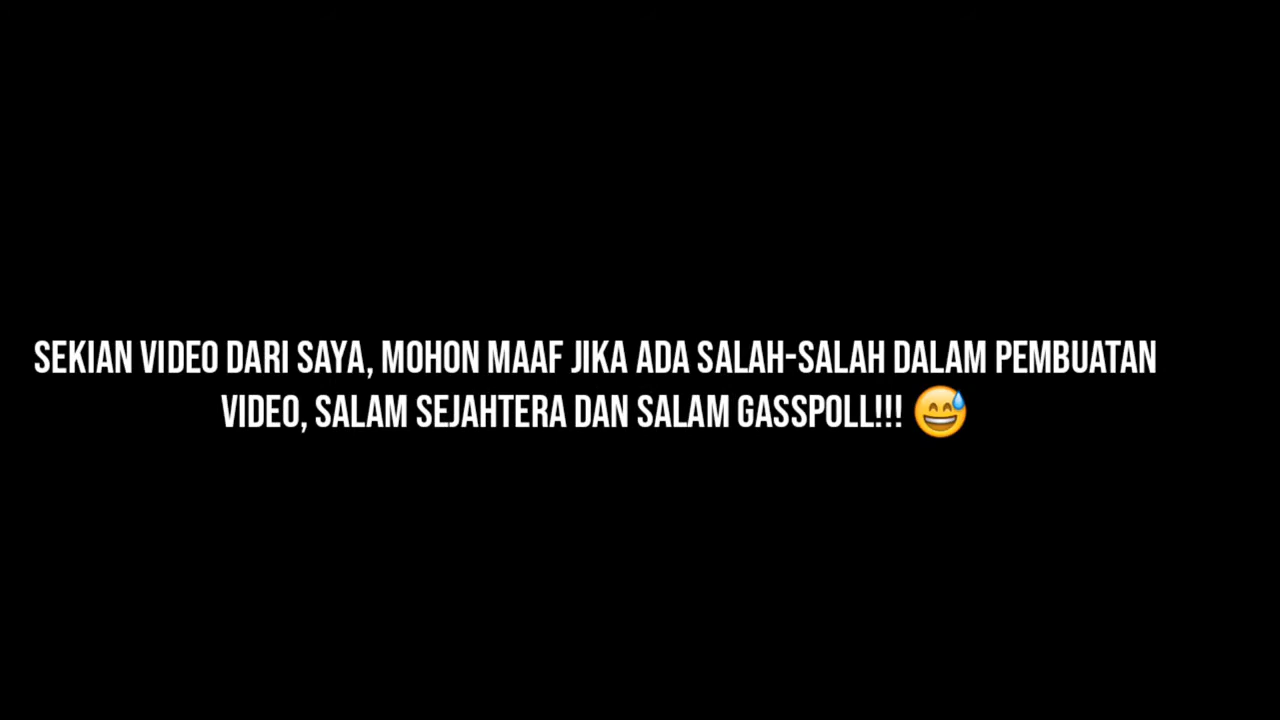 SEKIAN VIDEO DARI SAYA, MOHON MAAF JIKA ADA SALAH-SALAH DALAM PEMBUATAN
VIDEO, SALAM SEJAHTERA DAN SALAM GASSPOLL!!! 😅